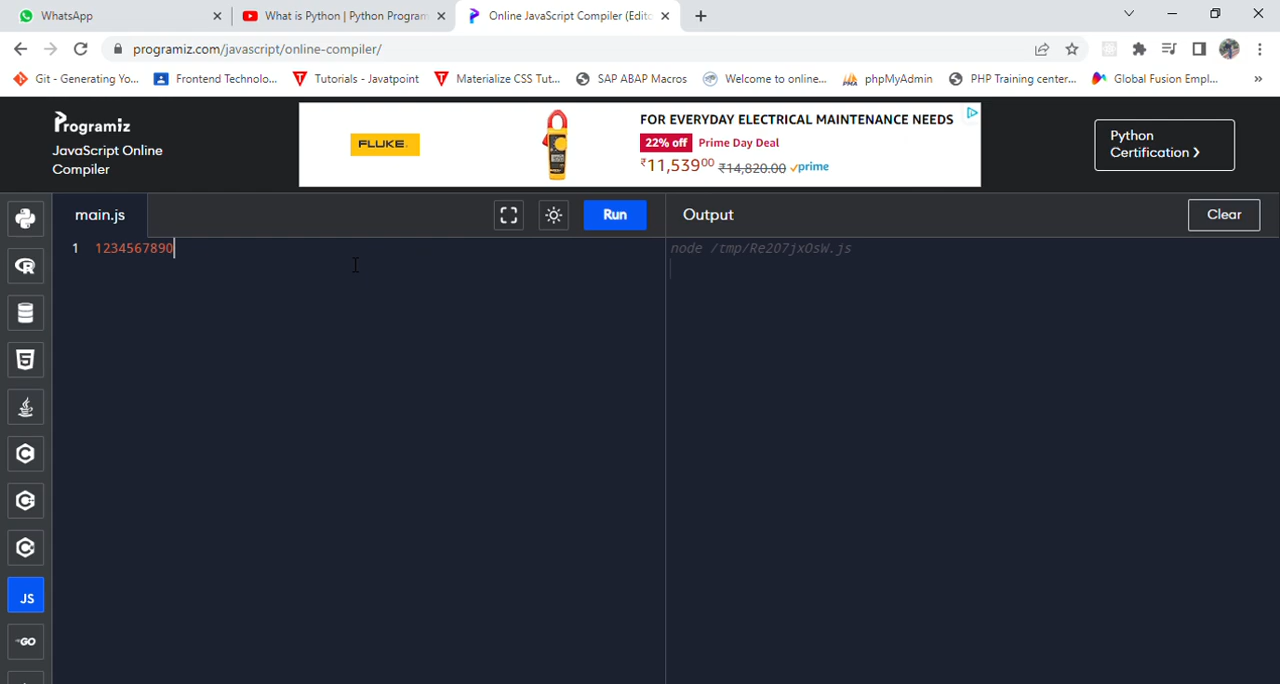 WhatsApp
What is Python | Python Program
Online JavaScript Compiler (Edito
programiz.com/javascript/online-compiler/
Git - Generating Yo...
Frontend Technolo...
Tutorials - Javatpoint
Materialize CSS Tut...
SAP ABAP Macros
Welcome to online...
phpMyAdmin
PHP Training center...
Global Fusion Empl...
»
Programiz
JavaScript Online
Compiler
FLUKE.
FOR EVERYDAY ELECTRICAL MAINTENANCE NEEDS
22% off Prime Day Deal
₹11,539⁰⁰ ₹14,820.00 prime
Python
Certification ❯
main.js
Run
Output
Clear
1 1234567890
node /tmp/Re207jxOsW.js
R
5
C
C
C
JS
GO